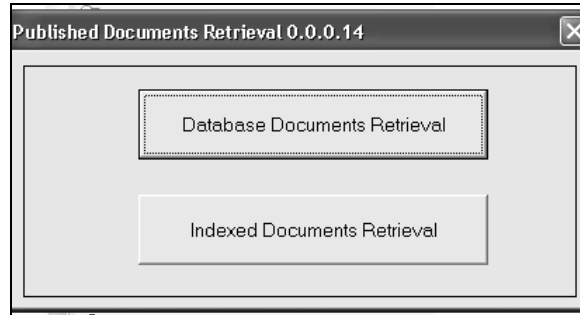 Published Documents Retrieval 0.0.0.14
Database Documents Retrieval
Indexed Documents Retrieval